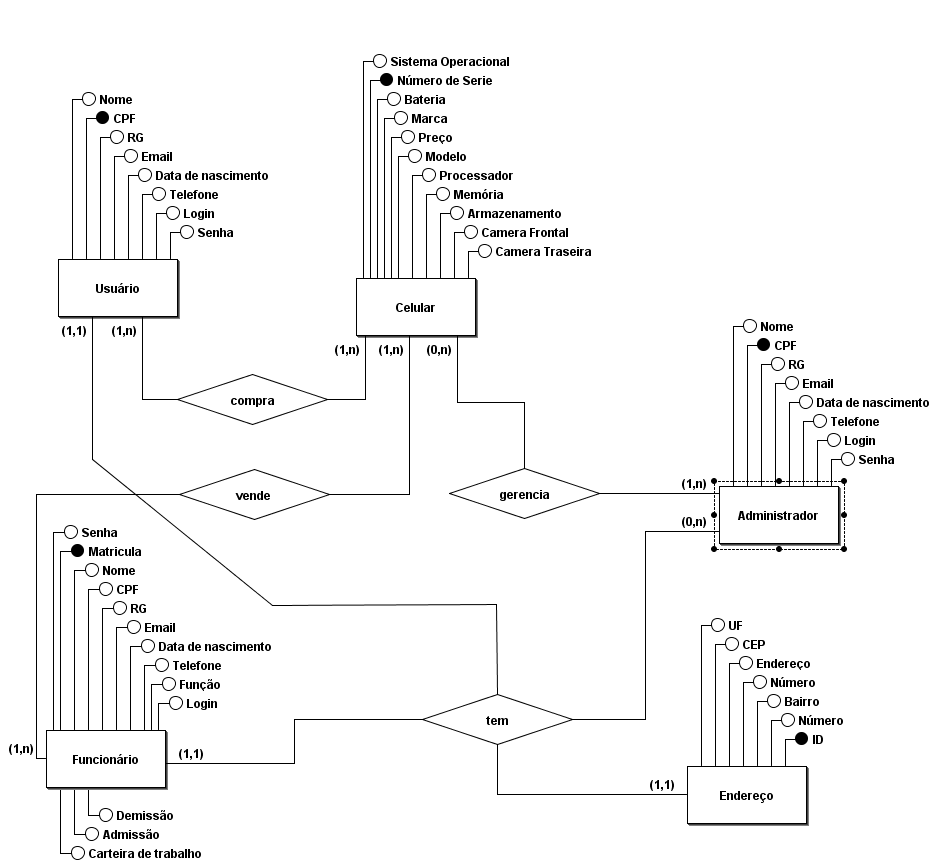 Sistema Operacional
Número de Serie
Bateria
Marca
Preço
Modelo
Processador
Memória
Armazenamento
Camera Frontal
Camera Traseira
Celular
(1,n)
(1,n)
(0,n)
Nome
CPF
RG
Email
Data de nascimento
Telefone
Login
Senha
Usuário
(1,1)
(1,n)
compra
vende
gerencia
Nome
CPF
RG
Email
Data de nascimento
Telefone
Login
Senha
(1,n)
Administrador
(0,n)
Senha
Matricula
Nome
CPF
RG
Email
Data de nascimento
Telefone
Função
Login
(1,n)
Funcionário
(1,1)
Demissão
Admissão
Carteira de trabalho
tem
UF
CEP
Endereço
Número
Bairro
Número
ID
(1,1)
Endereço